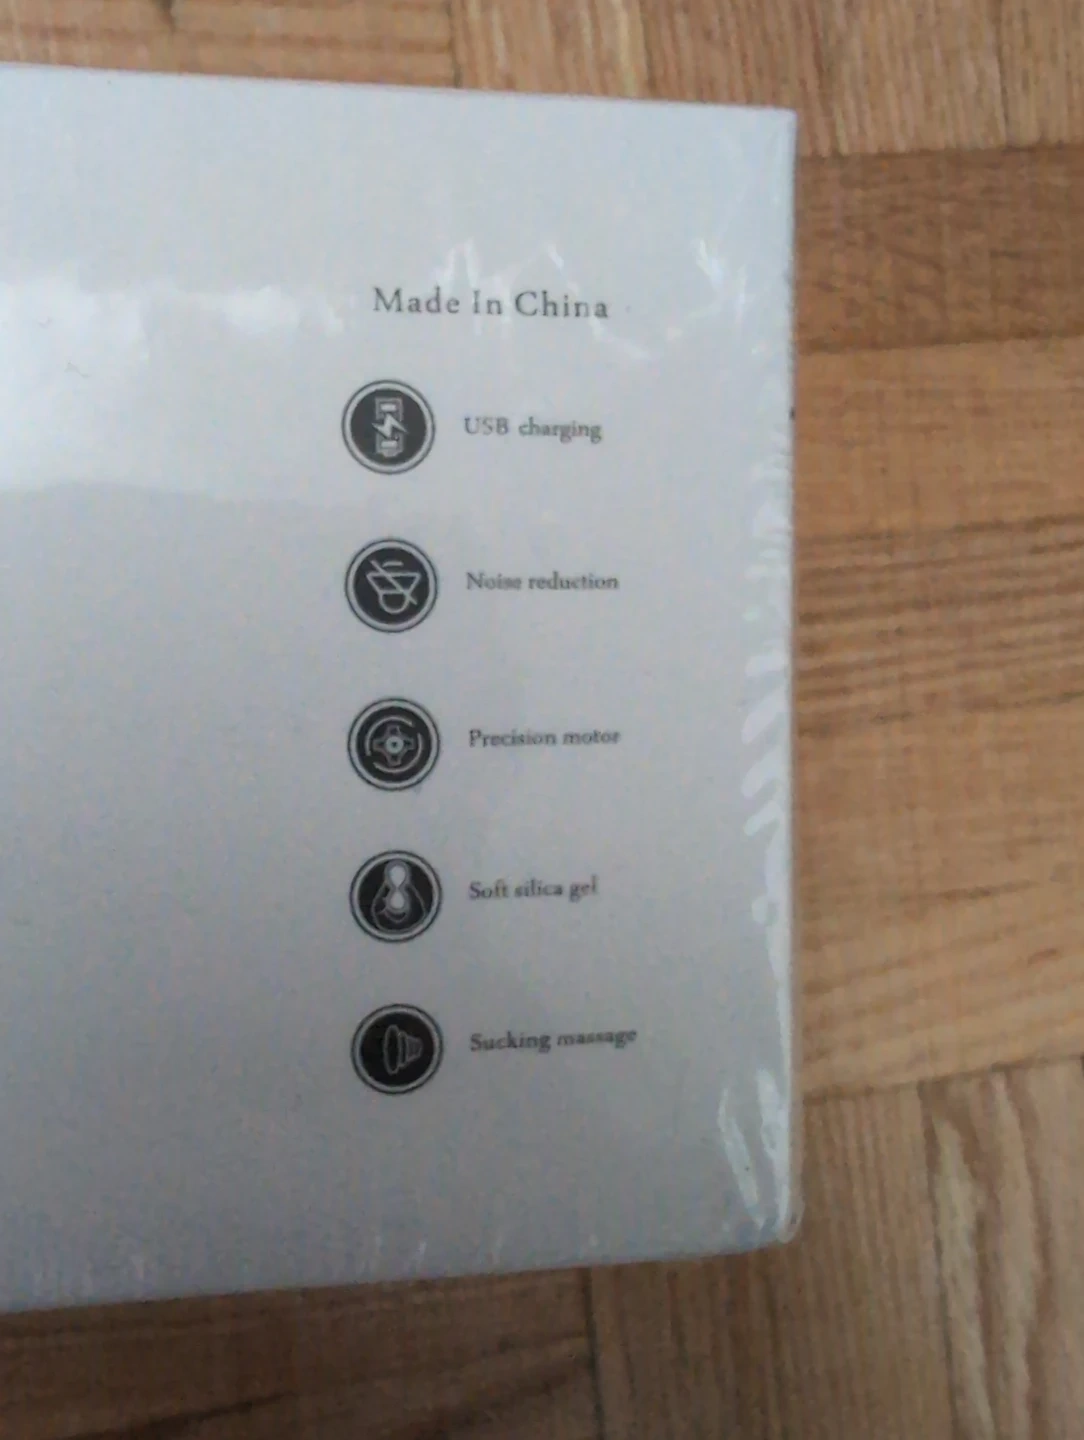 Made In China
USB charging
Noise reduction
Precision motor
Soft silica gel
Sucking massage